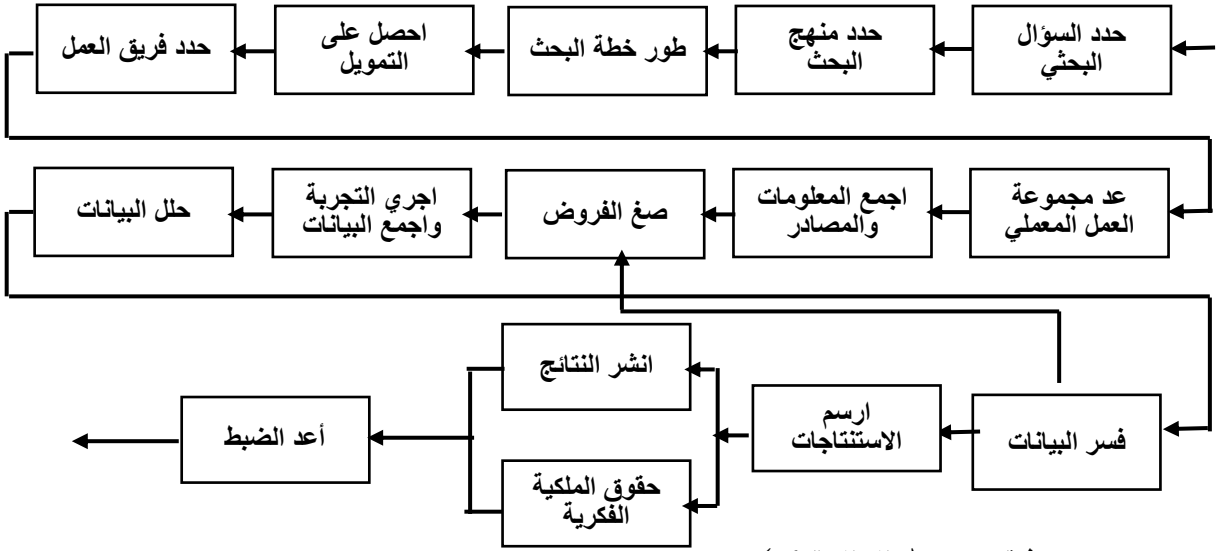 حدد السؤال
البحثي
حدد منهج
البحث
طور خطة البحث
احصل على
التمويل
حدد فريق العمل
عد مجموعة
العمل المعملي
اجمع المعلومات
والمصادر
صغ الفروض
اجري التجربة
واجمع البيانات
حلل البيانات
فسر البيانات
ارسم
الاستنتاجات
انشر النتائج
حقوق الملكية
الفكرية
أعد الضبط